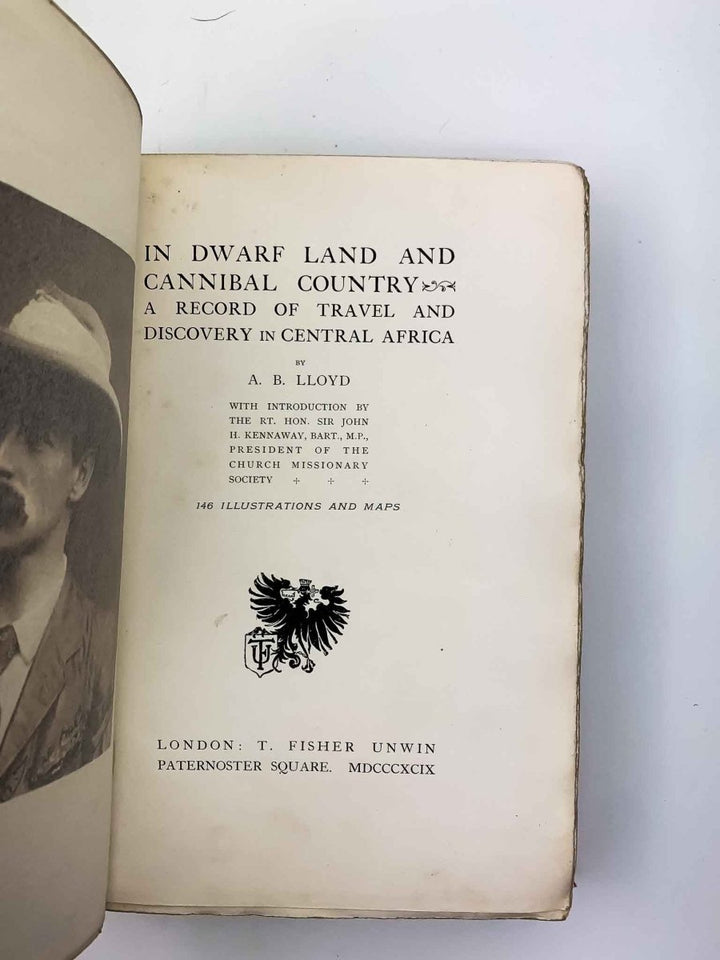 IN DWARF LAND AND
CANNIBAL COUNTRY
A RECORD OF TRAVEL AND
DISCOVERY IN CENTRAL AFRICA
BY
A. B. LLOYD
WITH INTRODUCTION BY
THE RT. HON. SIR JOHN
H. KENNAWAY, BART., M.P.,
PRESIDENT OF THE
CHURCH MISSIONARY
SOCIETY
146 ILLUSTRATIONS AND MAPS
TFU
LONDON: T. FISHER UNWIN
PATERNOSTER SQUARE. MDCCCXCIX